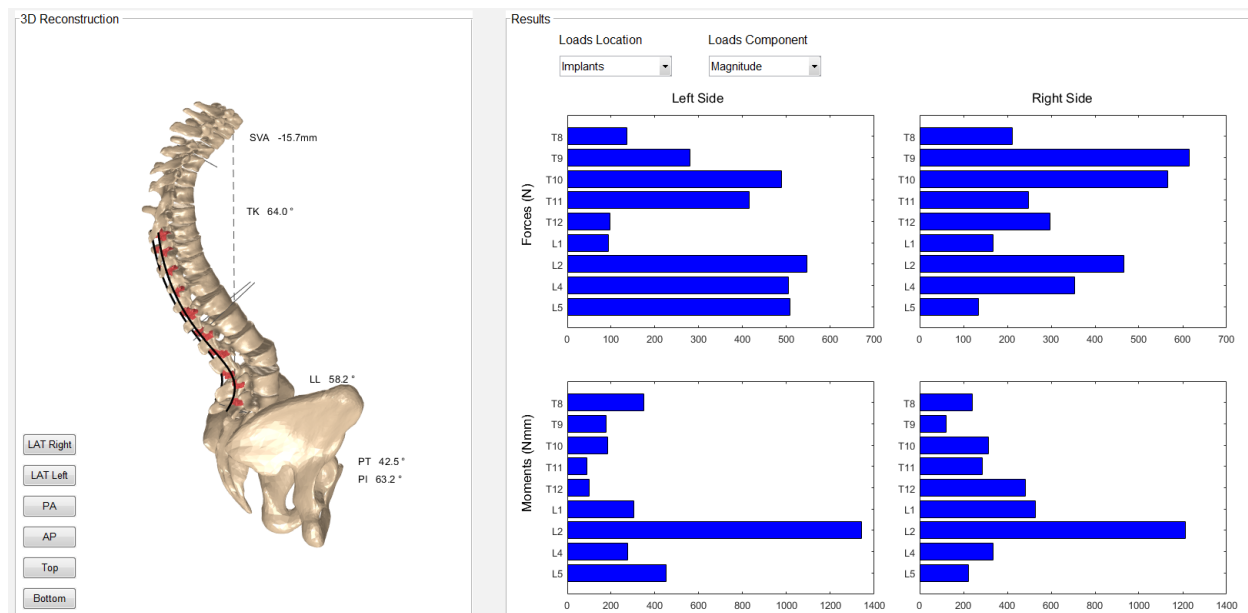 3D Reconstruction
SVA -15.7mm
TK 64.0 °
LL 58.2 °
PT 42.5 °
PI 63.2 °
LAT Right
LAT Left
PA
AP
Top
Bottom
Results
Loads Location
Loads Component
Implants
Magnitude
Left Side
Forces (N)
T8
T9
T10
T11
T12
L1
L2
L4
L5
0 100 200 300 400 500 600 700
Right Side
T8
T9
T10
T11
T12
L1
L2
L4
L5
0 100 200 300 400 500 600 700
Moments (Nmm)
T8
T9
T10
T11
T12
L1
L2
L4
L5
0 200 400 600 800 1000 1200 1400
T8
T9
T10
T11
T12
L1
L2
L4
L5
0 200 400 600 800 1000 1200 1400